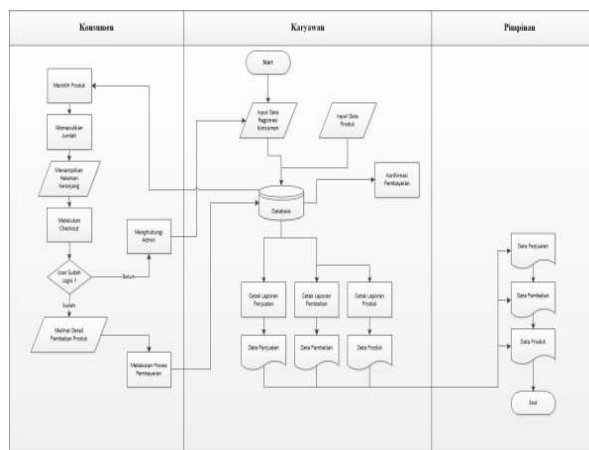 Konsumen
Karyawan
Pimpinan
Start
Memilih Produk
Input Data
Registrasi
Konsumen
Input Data
Produk
Memasukkan
Jumlah
Menampilkan
Halaman
Keranjang
Konfirmasi
Pembayaran
Database
Melakukan
Checkout
Menghubungi
Admin
User Sudah
Login ?
Belum
Sudah
Melihat Detail
Pembelian Produk
Melakukan Proses
Pembayaran
Cetak Laporan
Penjualan
Cetak Laporan
Pembelian
Cetak Laporan
Produk
Data Penjualan
Data Pembelian
Data Produk
Data Penjualan
Data Pembelian
Data Produk
End